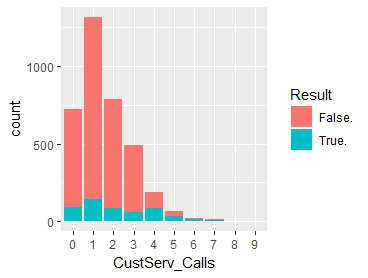 1000
500
0
count
0 1 2 3 4 5 6 7 8 9
CustServ_Calls
Result
False.
True.